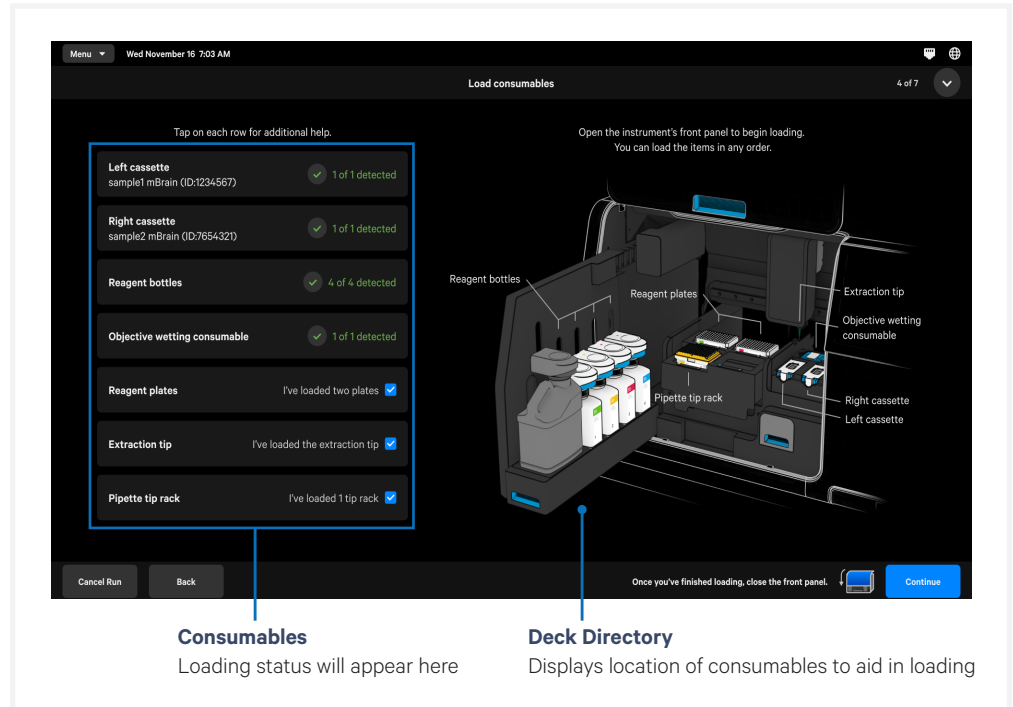 Menu
Wed November 16 7:03 AM
Load consumables
4 of 7
Tap on each row for additional help.
Left cassette
sample1 mBrain (ID:1234567)
1 of 1 detected
Right cassette
sample2 mBrain (ID:7654321)
1 of 1 detected
Reagent bottles
4 of 4 detected
Objective wetting consumable
1 of 1 detected
Reagent plates
I've loaded two plates
Extraction tip
I've loaded the extraction tip
Pipette tip rack
I've loaded 1 tip rack
Open the instrument's front panel to begin loading.
You can load the items in any order.
Reagent bottles
Reagent plates
Extraction tip
Objective wetting
consumable
Pipette tip rack
Right cassette
Left cassette
Cancel Run
Back
Once you've finished loading, close the front panel.
Continue
Consumables
Loading status will appear here
Deck Directory
Displays location of consumables to aid in loading